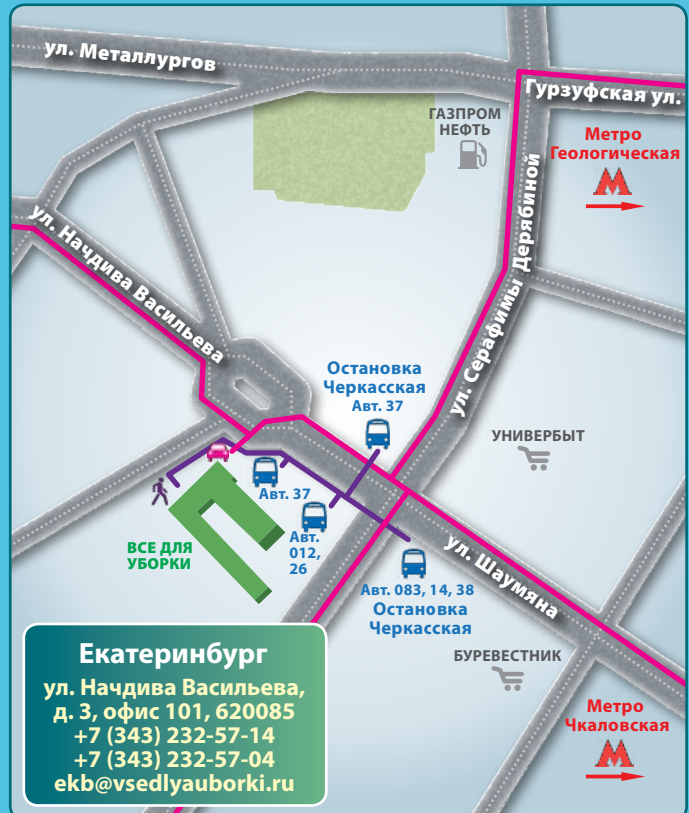 ул. Металлургов
Гурзуфская ул.
ГАЗПРОМ
НЕФТЬ
Метро
Геологическая
ул. Серафимы Дерябиной
ул. Начдива Васильева
Остановка
Черкасская
Авт. 37
УНИВЕРБЫТ
Авт. 37
Авт.
012,
26
ВСЕ ДЛЯ
УБОРКИ
ул. Шаумяна
Авт. 083, 14, 38
Остановка
Черкасская
БУРЕВЕСТНИК
Метро
Чкаловская
Екатеринбург
ул. Начдива Васильева,
д. 3, офис 101, 620085
+7 (343) 232-57-14
+7 (343) 232-57-04
ekb@vsedlyauborki.ru